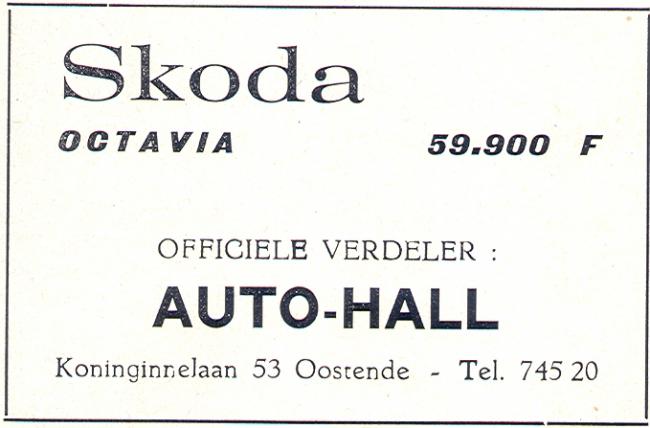 Skoda
OCTAVIA 59.900 F
OFFICIELE VERDELER :
AUTO-HALL
Koninginnelaan 53 Oostende - Tel. 745 20